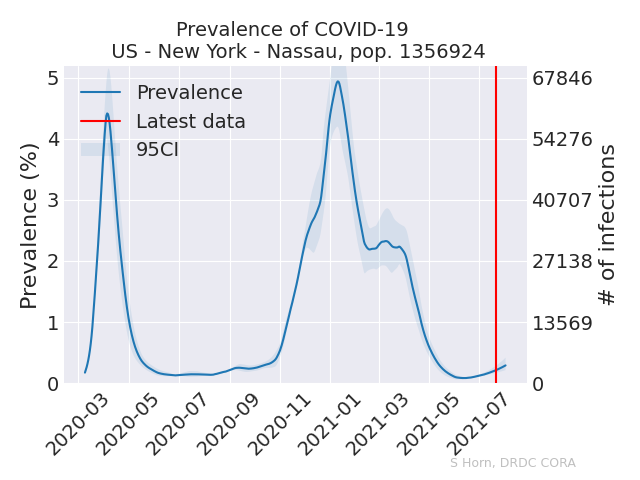 Prevalence of COVID-19
US - New York - Nassau, pop. 1356924
Prevalence
Latest data
95CI
Prevalence (%)
5
4
3
2
1
0
67846
54276
40707
27138
13569
0
# of infections
2020-03
2020-05
2020-07
2020-09
2020-11
2021-01
2021-03
2021-05
2021-07
S Horn, DRDC CORA